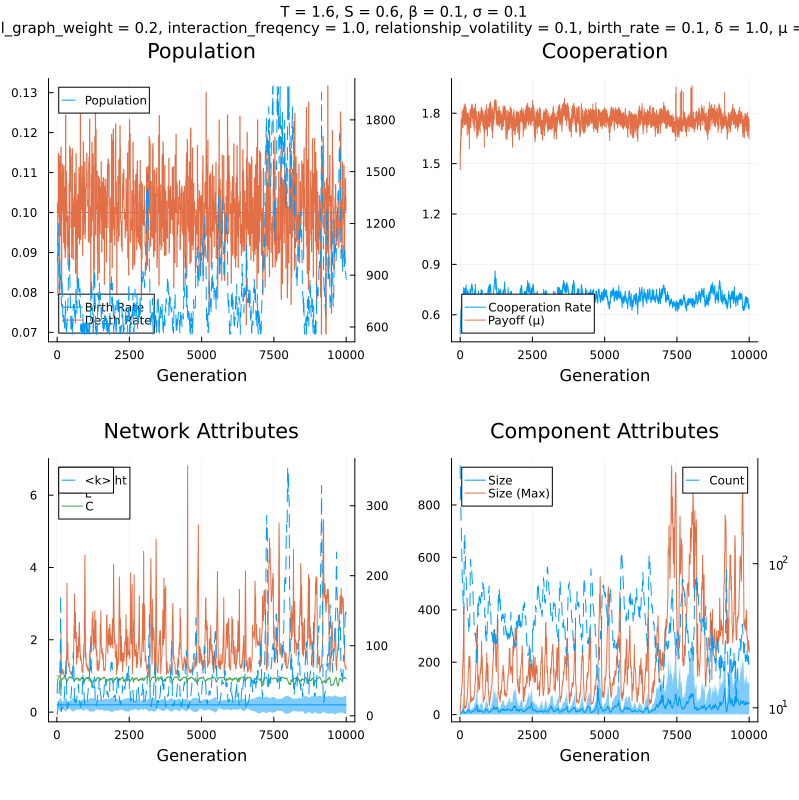 T = 1.6, S = 0.6, β = 0.1, σ = 0.1
l_graph_weight = 0.2, interaction_freqency = 1.0, relationship_volatility = 0.1, birth_rate = 0.1, δ = 1.0, μ =
Population
Cooperation
0.13
0.12
0.11
0.10
0.09
0.08
0.07
Population
Birth Rate
Death Rate
1800
1500
1200
900
600
0
2500
5000
7500
10000
Generation
1.8
1.5
1.2
0.9
0.6
Cooperation Rate
Payoff (μ)
0
2500
5000
7500
10000
Generation
Network Attributes
Component Attributes
6
4
2
0
<k>
ht
L
C
300
200
100
0
0
2500
5000
7500
10000
Generation
800
600
400
200
0
Size
Size (Max)
Count
10²
10¹
0
2500
5000
7500
10000
Generation